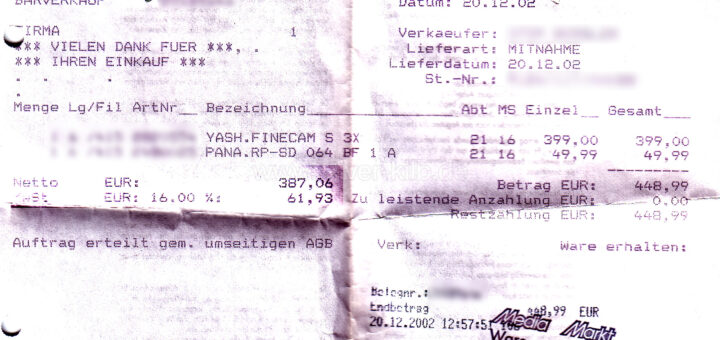 BARVERKAUF
Datum: 20.12.02
FIRMA 1
*** VIELEN DANK FUER ***, .
*** IHREN EINKAUF ***
Verkaeufer:
Lieferart: MITNAHME
Lieferdatum: 20.12.02
St.-Nr.:
Menge Lg/Fil ArtNr__ Bezeichnung Abt MS Einzel__ Gesamt__
YASH.FINECAM S 3X 21 16 399,00 399,00
PANA.RP-SD 064 BF 1 A 21 16 49,99 49,99
Netto EUR: 387,06 Betrag EUR: 448,99
MwSt EUR: 16.00 %: 61,93 Zu leistende Anzahlung EUR: 0.00
Restzahlung EUR: 448,99
Auftrag erteilt gem. umseitigen AGB Verk: Ware erhalten:
Belegnr.:
Endbetrag 448,99 EUR
20.12.2002 12:57:51
Media Markt
Ware